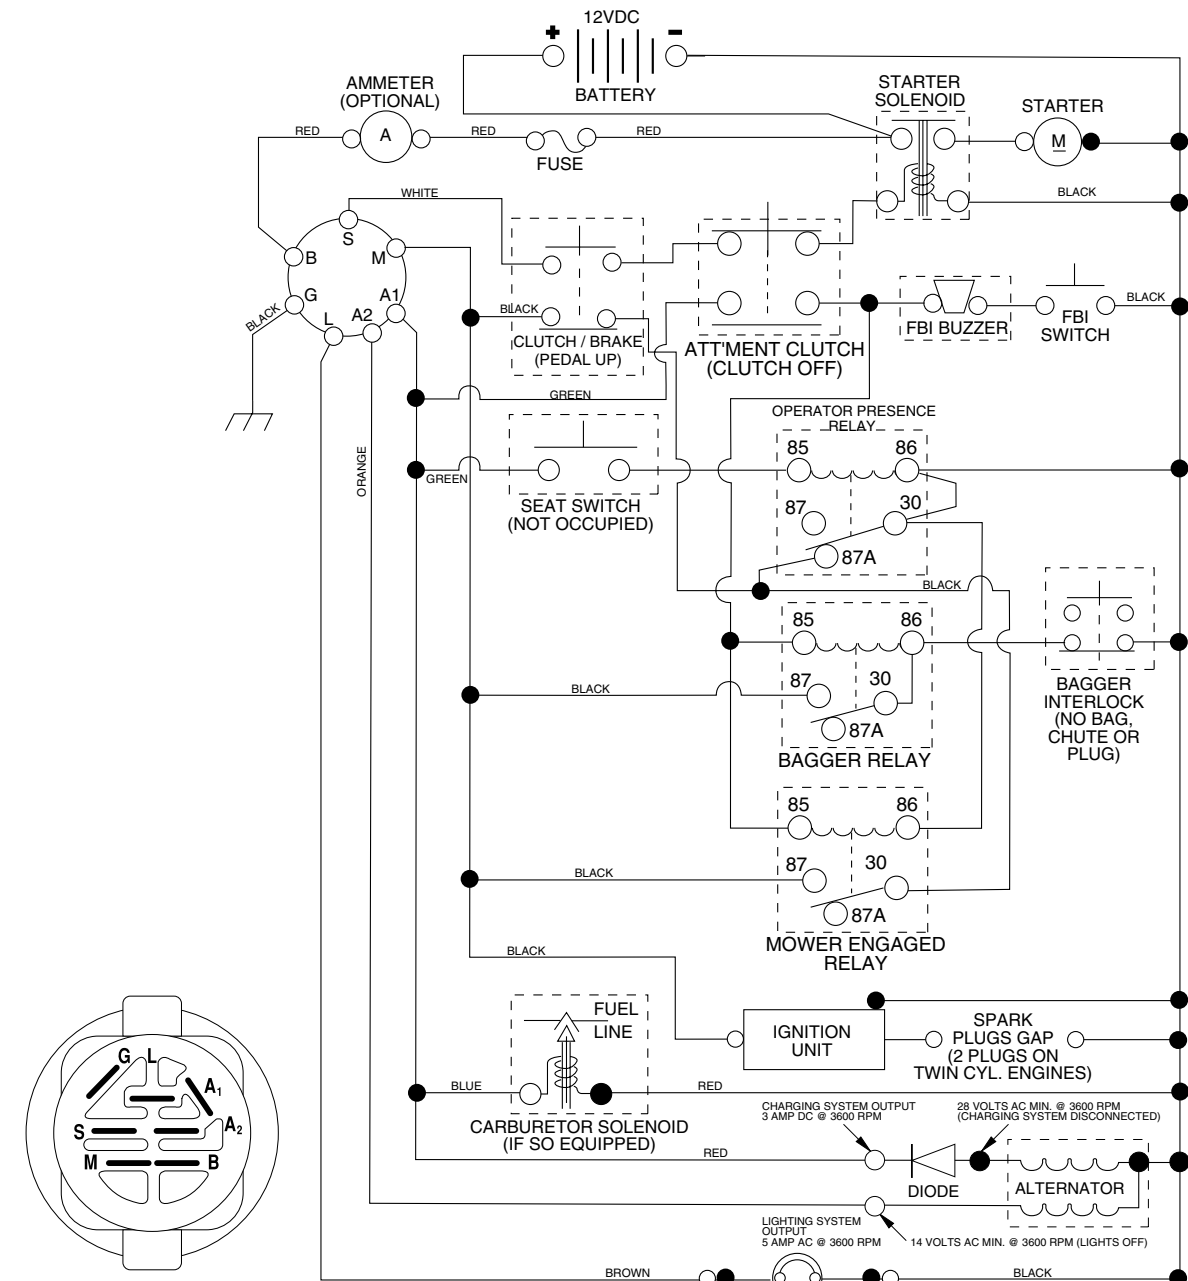 12VDC
+
-
BATTERY
AMMETER
(OPTIONAL)
STARTER
SOLENOID
STARTER
RED
A
RED
FUSE
RED
M
BLACK
WHITE
S
B
M
G
A1
L
A2
BLACK
BLACK
CLUTCH / BRAKE
(PEDAL UP)
ATT'MENT CLUTCH
(CLUTCH OFF)
FBI BUZZER
FBI
SWITCH
BLACK
GREEN
OPERATOR PRESENCE
RELAY
85
86
ORANGE
GREEN
SEAT SWITCH
(NOT OCCUPIED)
87
30
87A
BLACK
85
86
87
30
87A
BLACK
BAGGER RELAY
BAGGER
INTERLOCK
(NO BAG,
CHUTE OR
PLUG)
85
86
87
30
87A
BLACK
MOWER ENGAGED
RELAY
BLACK
FUEL
LINE
IGNITION
UNIT
SPARK
PLUGS GAP
(2 PLUGS ON
TWIN CYL. ENGINES)
BLUE
RED
CARBURETOR SOLENOID
(IF SO EQUIPPED)
CHARGING SYSTEM OUTPUT
3 AMP DC @ 3600 RPM
28 VOLTS AC MIN. @ 3600 RPM
(CHARGING SYSTEM DISCONNECTED)
G
L
A1
A2
S
M
B
RED
DIODE
ALTERNATOR
LIGHTING SYSTEM
OUTPUT
5 AMP AC @ 3600 RPM
14 VOLTS AC MIN. @ 3600 RPM (LIGHTS OFF)
BROWN
BLACK